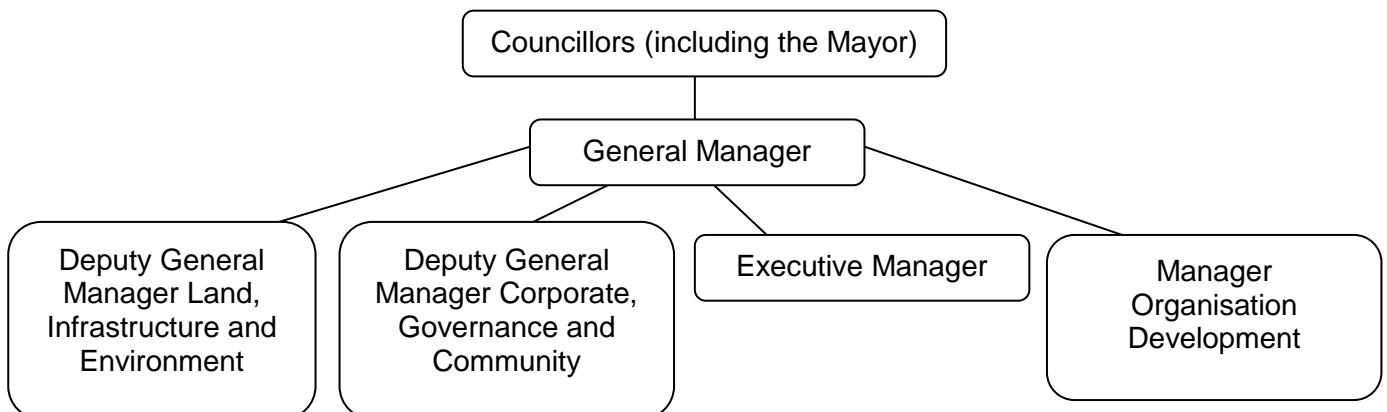 Councillors (including the Mayor)
General Manager
Deputy General
Manager Land,
Infrastructure and
Environment
Deputy General
Manager Corporate,
Governance and
Community
Executive Manager
Manager
Organisation
Development